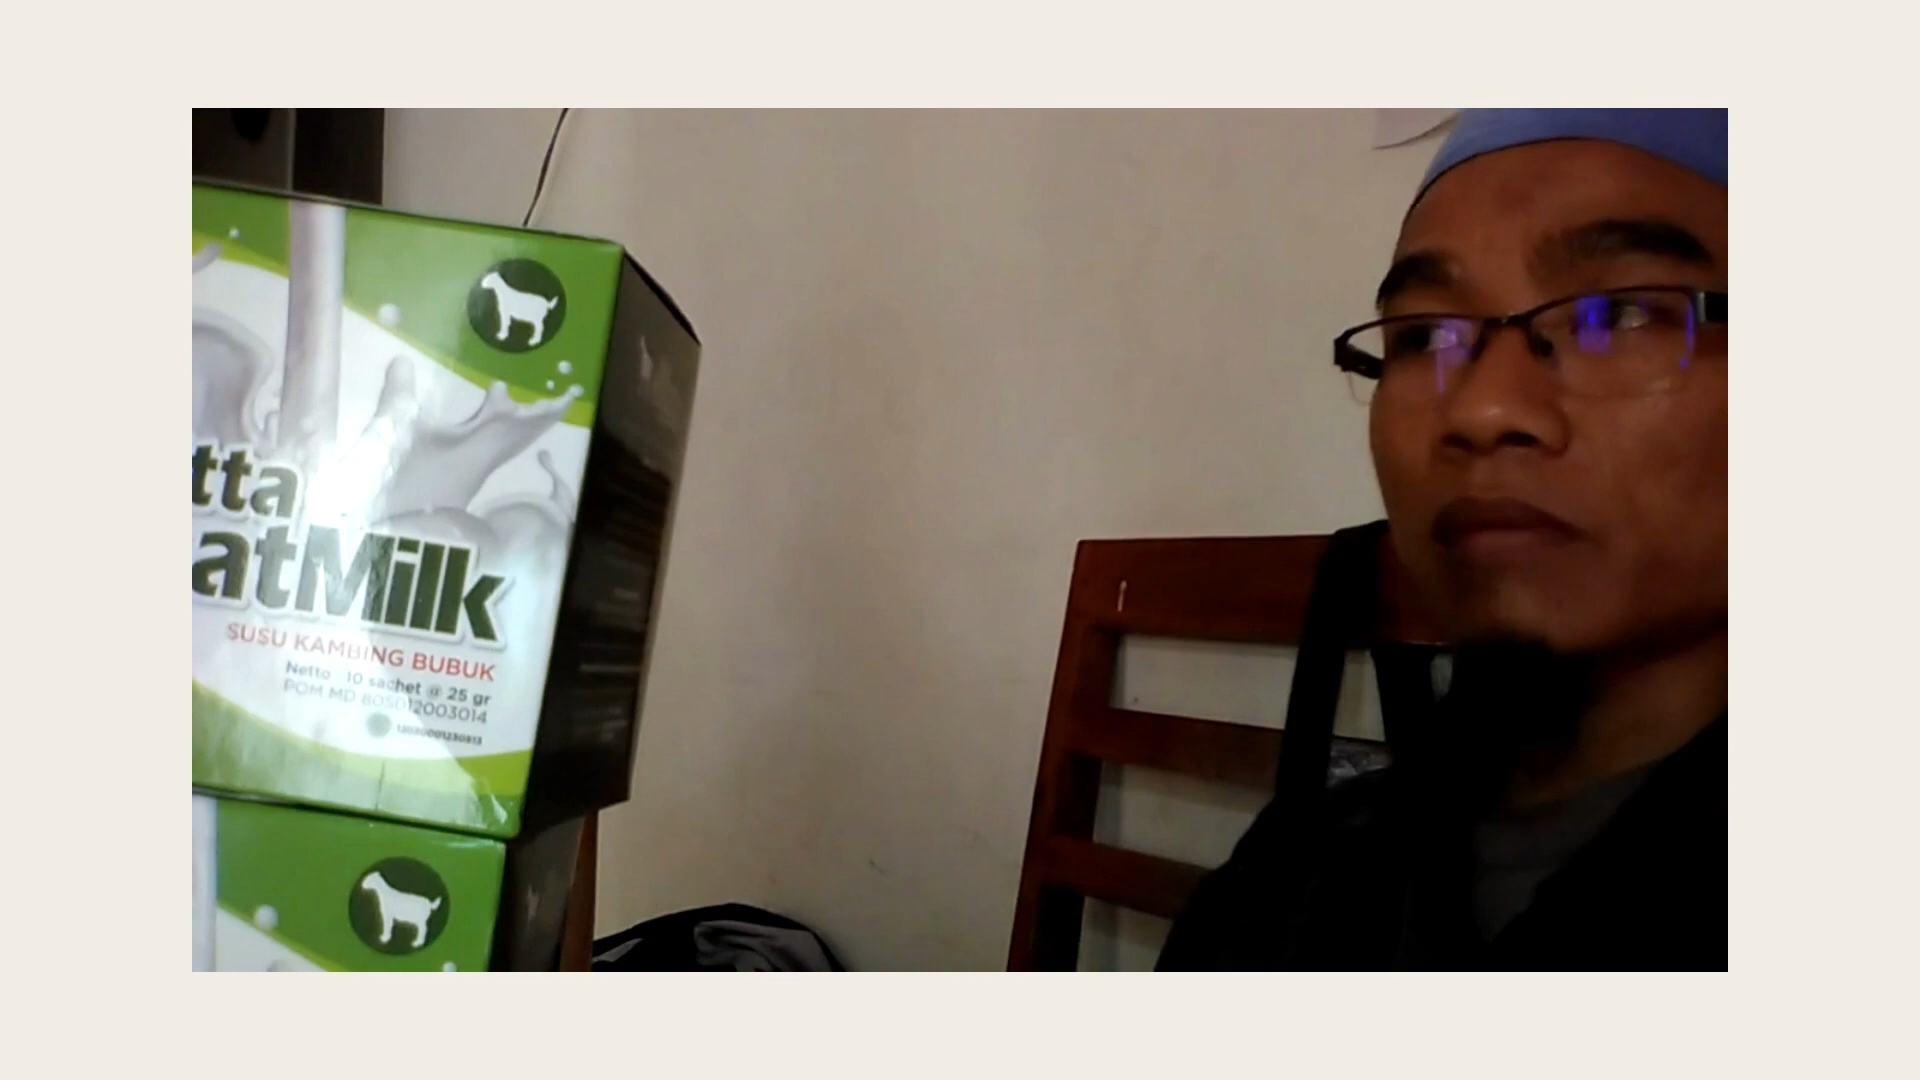 tta
atMilk
SUSU KAMBING BUBUK
Netto 10 sachet @ 25 gr
POM MD 805012003014